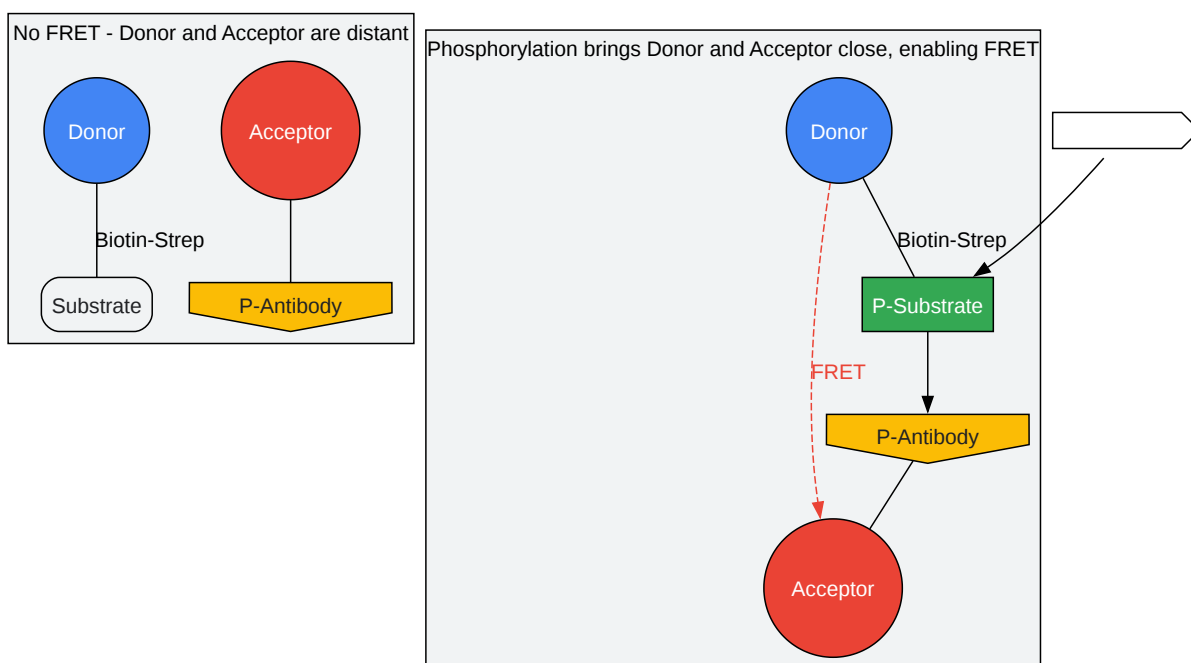 No FRET - Donor and Acceptor are distant
Donor
Acceptor
Biotin-Strep
Substrate
P-Antibody
Phosphorylation brings Donor and Acceptor close, enabling FRET
Donor
Biotin-Strep
P-Substrate
FRET
P-Antibody
Acceptor